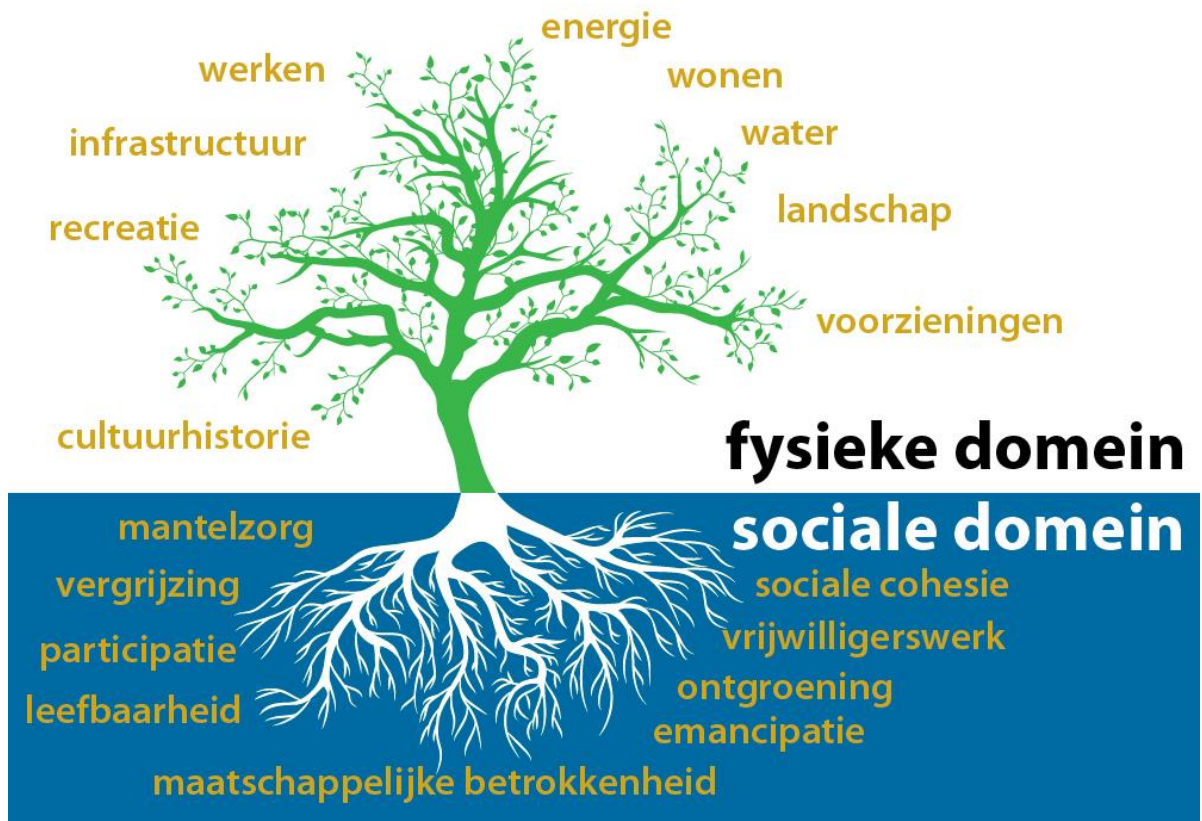 energie
werken
wonen
infrastructuur
water
recreatie
landschap
voorzieningen
cultuurhistorie
fysieke domein
sociale domein
mantelzorg
vergrijzing
sociale cohesie
participatie
vrijwilligerswerk
leefbaarheid
ontgroening
emancipatie
maatschappelijke betrokkenheid